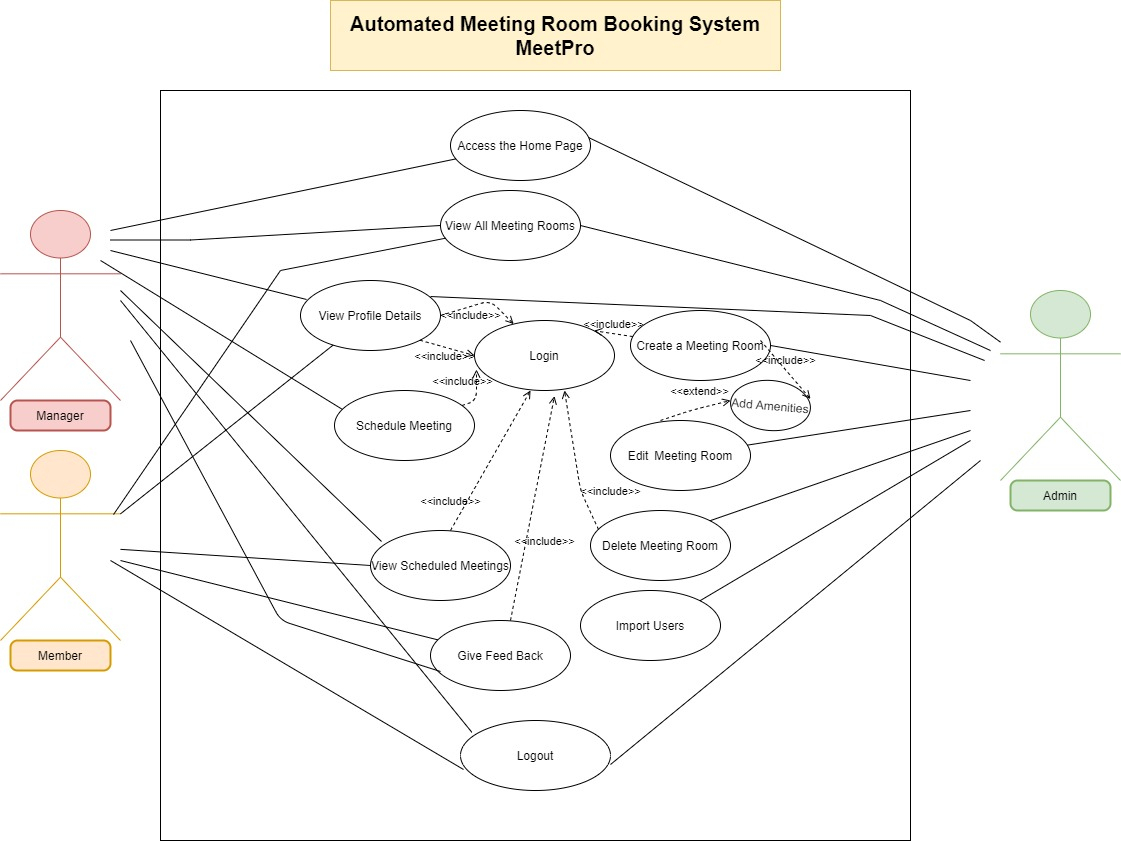 Automated Meeting Room Booking System
MeetPro
Access the Home Page
View All Meeting Rooms
View Profile Details
<<include>>
<<include>>
Login
<<include>>
Create a Meeting Room
<<include>>
<<include>>
<<extend>>
Add Amenities
Manager
Schedule Meeting
Edit  Meeting Room
Admin
<<include>>
<<include>>
<<include>>
Delete Meeting Room
View Scheduled Meetings
Import Users
Member
Give Feed Back
Logout